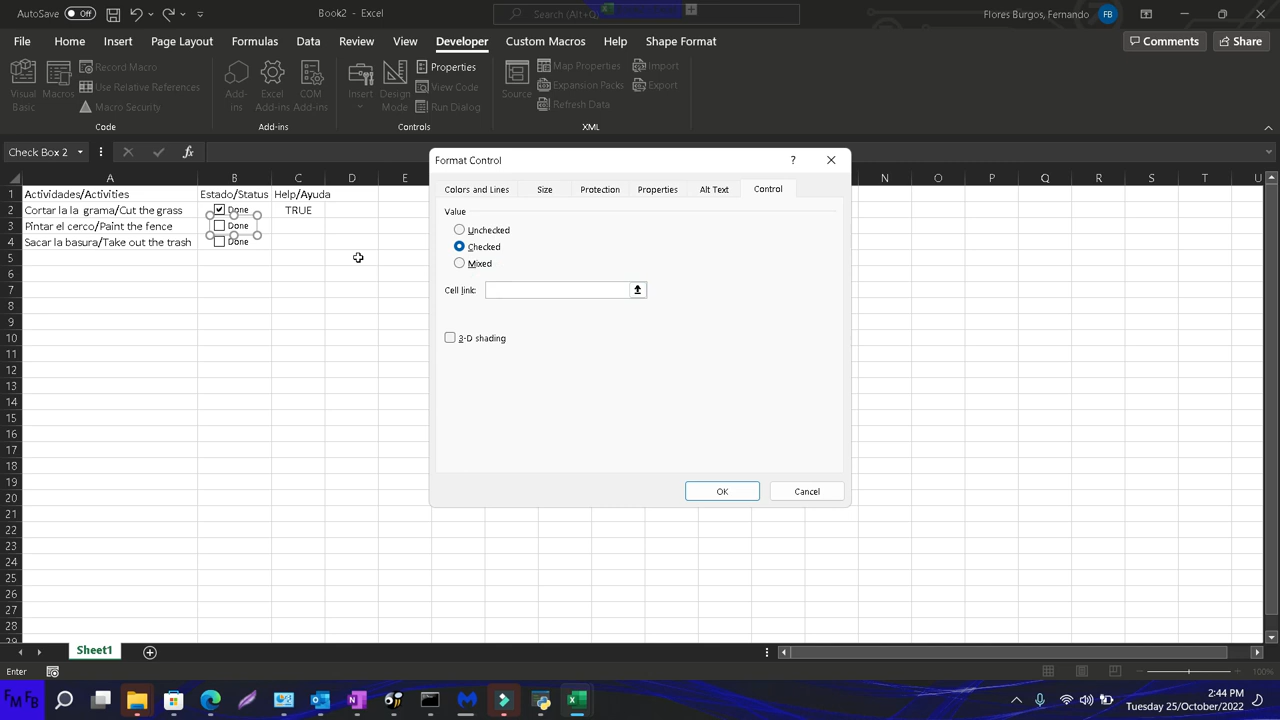 AutoSave Off
Book2 - Excel
Search (Alt+Q)
Flores Burgos, Fernando FB
File Home Insert Page Layout Formulas Data Review View Developer Custom Macros Help Shape Format
Comments Share
Visual Basic
Macros
Record Macro
Use Relative References
Macro Security
Code
Add-ins
Excel Add-ins
COM Add-ins
Add-ins
Insert
Design Mode
Properties
View Code
Run Dialog
Controls
Source
Map Properties
Expansion Packs
Refresh Data
Import
Export
XML
Check Box 2 fx
A B C D E N O P Q R S T U
1 Actividades/Activities Estado/Status Help/Ayuda
2 Cortar la la grama/Cut the grass Done TRUE
3 Pintar el cerco/Paint the fence Done
4 Sacar la basura/Take out the trash Done
5
6
7
8
9
10
11
12
13
14
15
16
17
18
19
20
21
22
23
24
25
26
27
28
29
Format Control ?
Colors and Lines Size Protection Properties Alt Text Control
Value
Unchecked
Checked
Mixed
Cell link:
3-D shading
OK Cancel
Sheet1
Enter
100%
FM FB
2:44 PM
Tuesday 25/October/2022